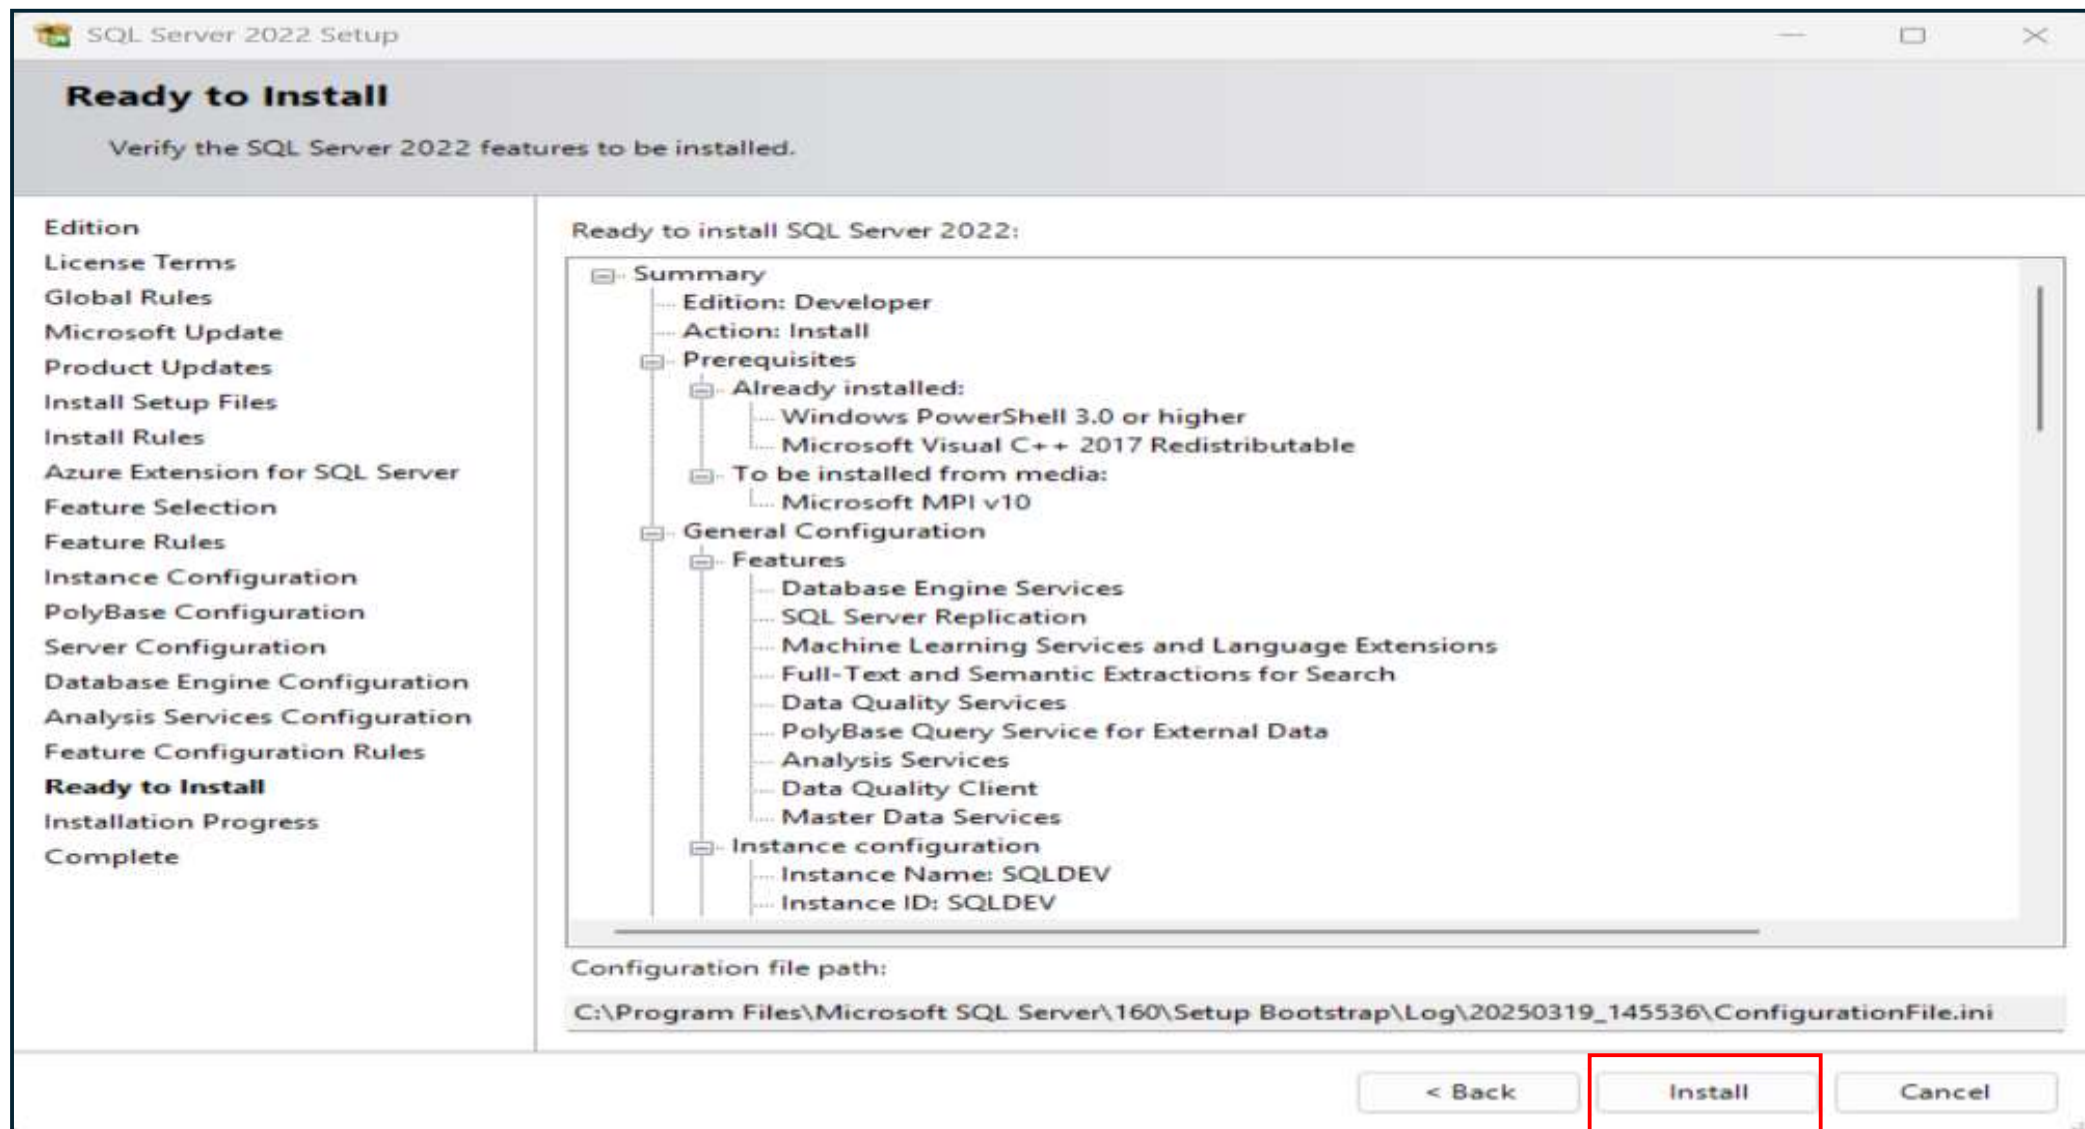 SQL Server 2022 Setup
Ready to Install
Verify the SQL Server 2022 features to be installed.
Edition
License Terms
Global Rules
Microsoft Update
Product Updates
Install Setup Files
Install Rules
Azure Extension for SQL Server
Feature Selection
Feature Rules
Instance Configuration
PolyBase Configuration
Server Configuration
Database Engine Configuration
Analysis Services Configuration
Feature Configuration Rules
Ready to Install
Installation Progress
Complete
Ready to install SQL Server 2022:
Summary
Edition: Developer
Action: Install
Prerequisites
Already installed:
Windows PowerShell 3.0 or higher
Microsoft Visual C++ 2017 Redistributable
To be installed from media:
Microsoft MPI v10
General Configuration
Features
Database Engine Services
SQL Server Replication
Machine Learning Services and Language Extensions
Full-Text and Semantic Extractions for Search
Data Quality Services
PolyBase Query Service for External Data
Analysis Services
Data Quality Client
Master Data Services
Instance configuration
Instance Name: SQLDEV
Instance ID: SQLDEV
Configuration file path:
C:\Program Files\Microsoft SQL Server\160\Setup Bootstrap\Log\20250319_145536\ConfigurationFile.ini
< Back
Install
Cancel